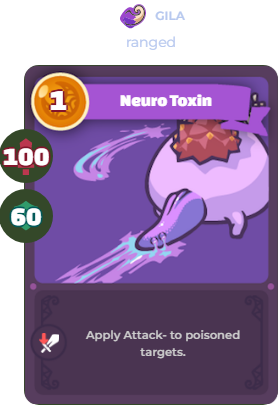 GILA
ranged
1
Neuro Toxin
100
60
Apply Attack- to poisoned
targets.